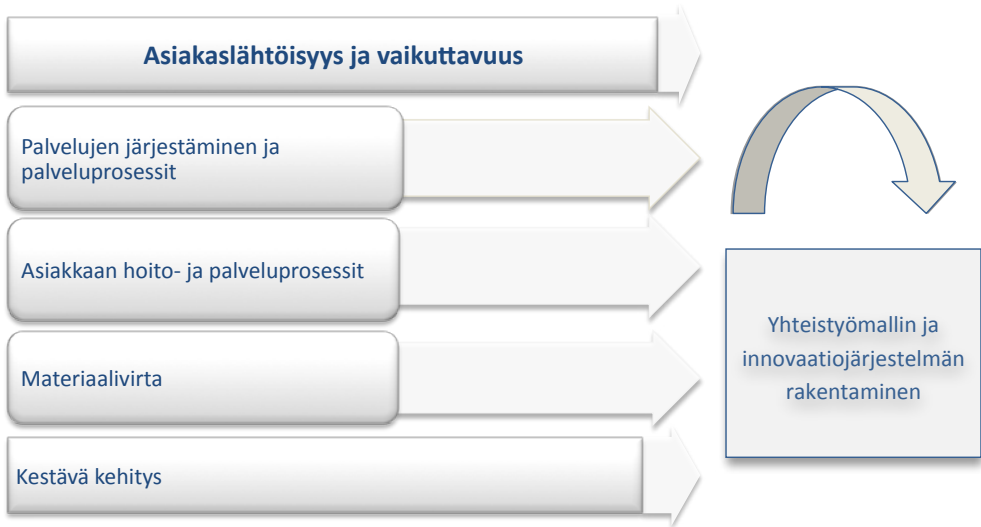 Asiakaslähtöisyys ja vaikuttavuus
Palvelujen järjestäminen ja
palveluprosessit
Asiakkaan hoito- ja palveluprosessit
Materiaalivirta
Kestävä kehitys
Yhteistyömallin ja
innovaatiojärjestelmän
rakentaminen